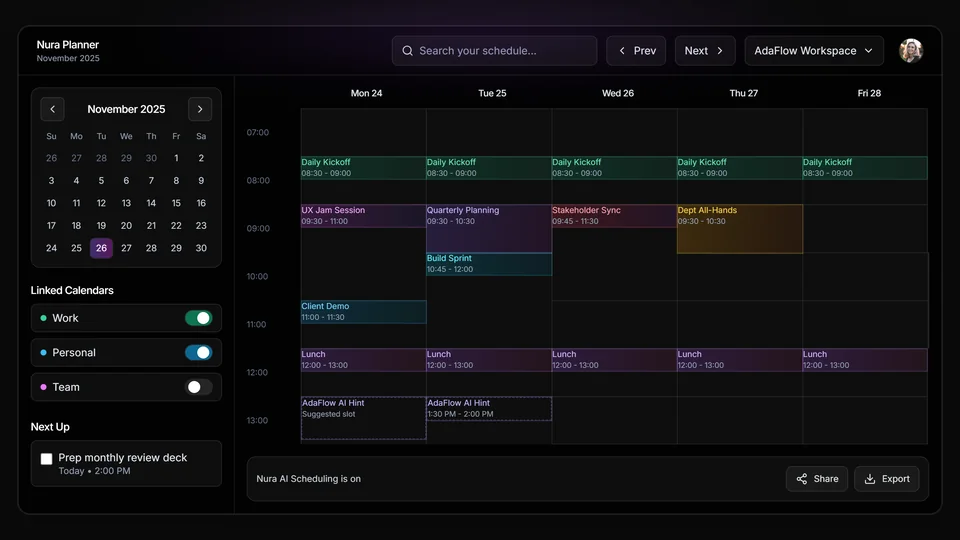 Nura Planner
November 2025
Search your schedule...
Prev
Next
AdaFlow Workspace
November 2025
Su Mo Tu We Th Fr Sa
26 27 28 29 30 1 2
3 4 5 6 7 8 9
10 11 12 13 14 15 16
17 18 19 20 21 22 23
24 25 26 27 28 29 30
Linked Calendars
Work
Personal
Team
Next Up
Prep monthly review deck
Today • 2:00 PM
Mon 24 Tue 25 Wed 26 Thu 27 Fri 28
07:00
Daily Kickoff Daily Kickoff Daily Kickoff Daily Kickoff Daily Kickoff
08:30 - 09:00 08:30 - 09:00 08:30 - 09:00 08:30 - 09:00 08:30 - 09:00
08:00
UX Jam Session Quarterly Planning Stakeholder Sync Dept All-Hands
09:30 - 11:00 09:30 - 10:30 09:45 - 11:30 09:30 - 10:30
09:00
Build Sprint
10:45 - 12:00
10:00
Client Demo
11:00 - 11:30
11:00
Lunch Lunch Lunch Lunch Lunch
12:00 - 13:00 12:00 - 13:00 12:00 - 13:00 12:00 - 13:00 12:00 - 13:00
12:00
AdaFlow AI Hint AdaFlow AI Hint
Suggested slot 1:30 PM - 2:00 PM
13:00
Nura AI Scheduling is on
Share
Export